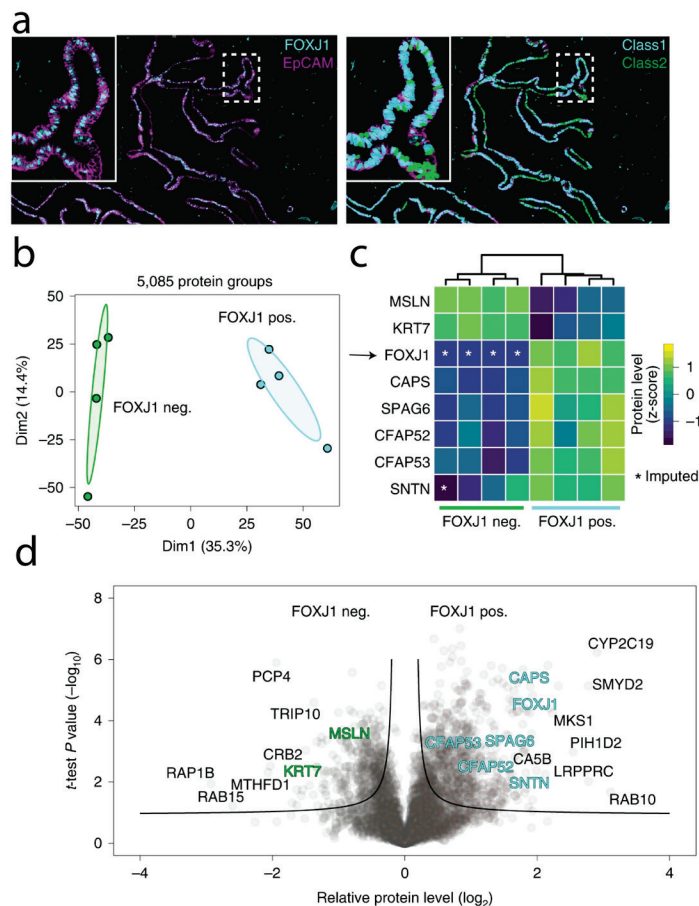 a
FOXJ1
EpCAM
Class1
Class2
b
5,085 protein groups
50
25
0
−25
−50
Dim2 (14.4%)
FOXJ1 pos.
FOXJ1 neg.
−50 −25 0 25 50
Dim1 (35.3%)
c
MSLN
KRT7
FOXJ1 * * * *
CAPS
SPAG6
CFAP52
CFAP53
SNTN *
FOXJ1 neg. FOXJ1 pos.
Protein level
(z-score)
1
0
−1
* Imputed
d
8
6
4
2
0
t-test P value (−log10)
FOXJ1 neg. FOXJ1 pos.
CYP2C19
PCP4 CAPS SMYD2
FOXJ1
TRIP10 MKS1
MSLN
CFAP53 SPAG6 PIH1D2
CRB2 CA5B
KRT7 CFAP52 LRPPRC
RAP1B
MTHFD1 SNTN
RAB15 RAB10
−4 −2 0 2 4
Relative protein level (log2)